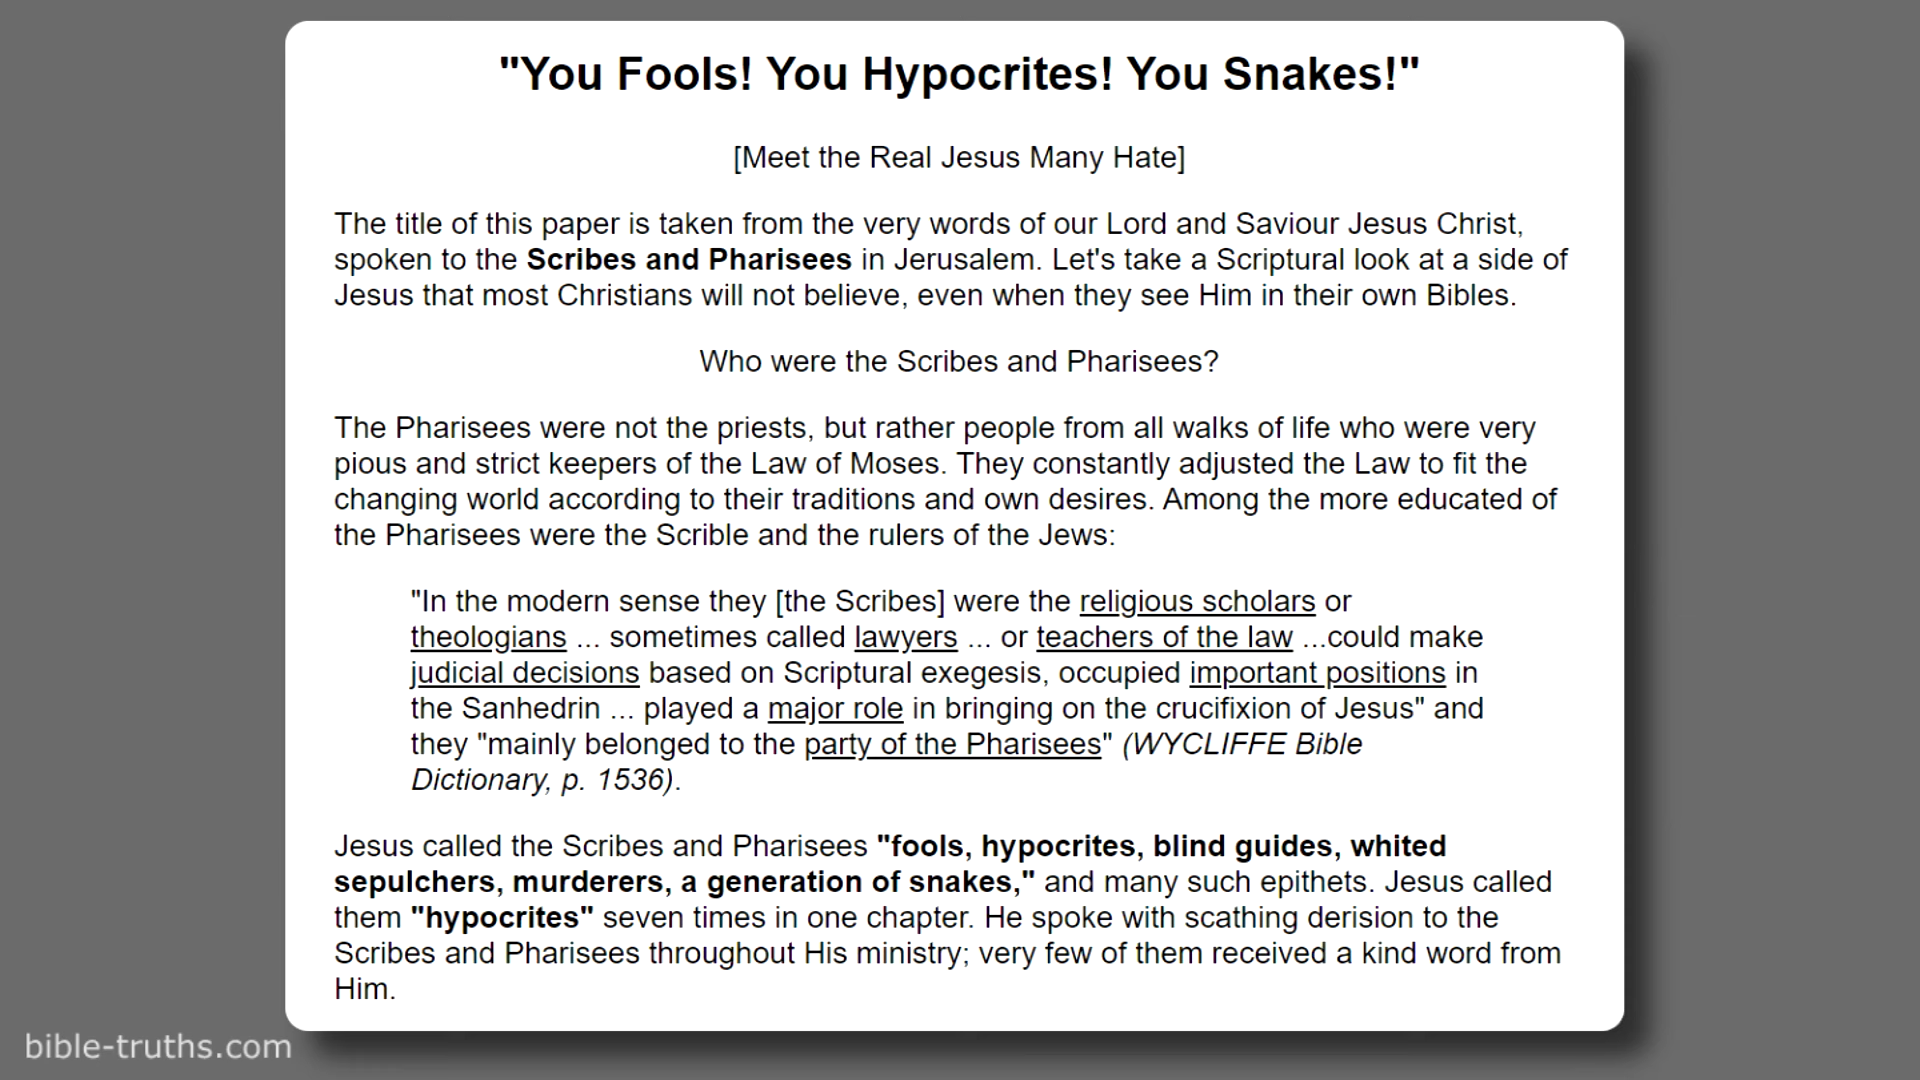 "You Fools! You Hypocrites! You Snakes!"
[Meet the Real Jesus Many Hate]
The title of this paper is taken from the very words of our Lord and Saviour Jesus Christ,
spoken to the Scribes and Pharisees in Jerusalem. Let's take a Scriptural look at a side of
Jesus that most Christians will not believe, even when they see Him in their own Bibles.
Who were the Scribes and Pharisees?
The Pharisees were not the priests, but rather people from all walks of life who were very
pious and strict keepers of the Law of Moses. They constantly adjusted the Law to fit the
changing world according to their traditions and own desires. Among the more educated of
the Pharisees were the Scrible and the rulers of the Jews:
"In the modern sense they [the Scribes] were the religious scholars or
theologians ... sometimes called lawyers ... or teachers of the law ...could make
judicial decisions based on Scriptural exegesis, occupied important positions in
the Sanhedrin ... played a major role in bringing on the crucifixion of Jesus" and
they "mainly belonged to the party of the Pharisees" (WYCLIFFE Bible
Dictionary, p. 1536).
Jesus called the Scribes and Pharisees "fools, hypocrites, blind guides, whited
sepulchers, murderers, a generation of snakes," and many such epithets. Jesus called
them "hypocrites" seven times in one chapter. He spoke with scathing derision to the
Scribes and Pharisees throughout His ministry; very few of them received a kind word from
Him.
bible-truths.com